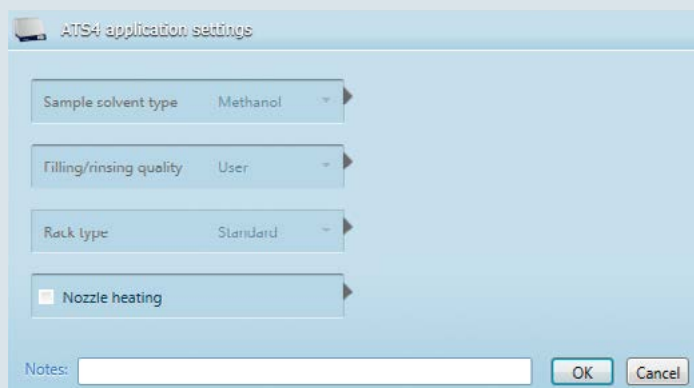 ATS4 application settings
Sample solvent type Methanol
Filling/rinsing quality User
Rack type Standard
Nozzle heating
Notes: OK Cancel